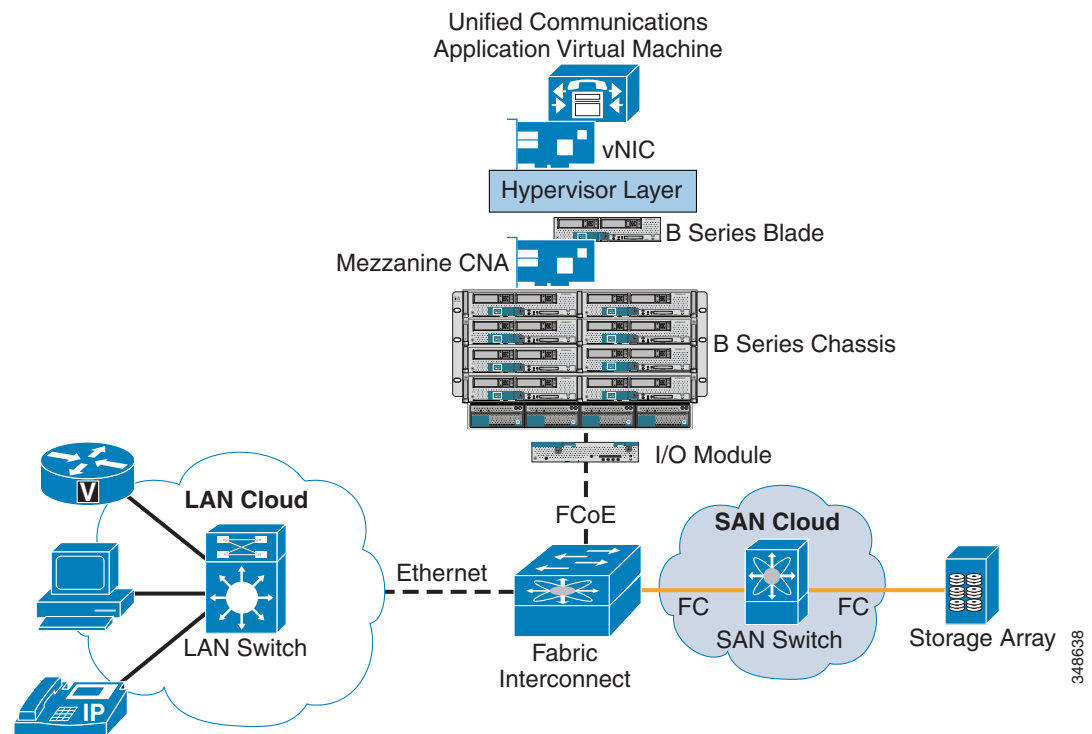 Unified Communications
Application Virtual Machine
vNIC
Hypervisor Layer
B Series Blade
Mezzanine CNA
B Series Chassis
I/O Module
V
LAN Cloud
FCoE
SAN Cloud
Ethernet
FC
FC
LAN Switch
SAN Switch
Storage Array
Fabric
Interconnect
IP
348638